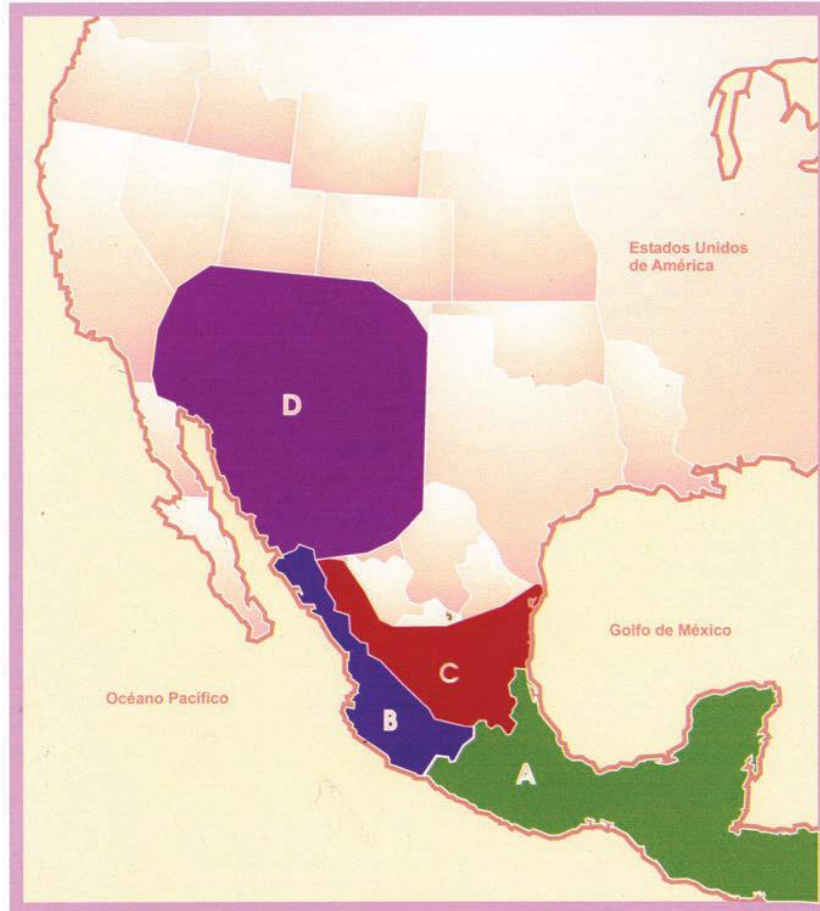 Estados Unidos
de América
D
Golfo de México
C
Océano Pacífico
B
A